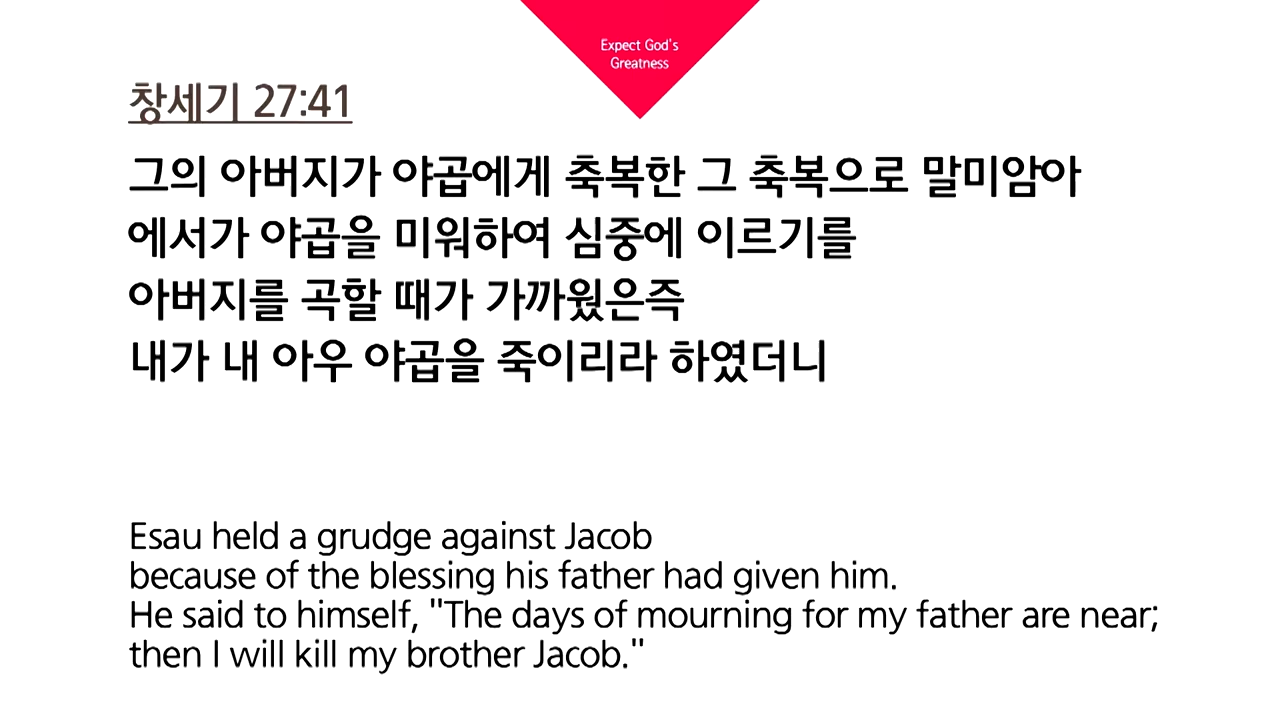 Expect God's
Greatness
창세기 27:41
그의 아버지가 야곱에게 축복한 그 축복으로 말미암아
에서가 야곱을 미워하여 심중에 이르기를
아버지를 곡할 때가 가까웠은즉
내가 내 아우 야곱을 죽이리라 하였더니
Esau held a grudge against Jacob
because of the blessing his father had given him.
He said to himself, "The days of mourning for my father are near;
then I will kill my brother Jacob."